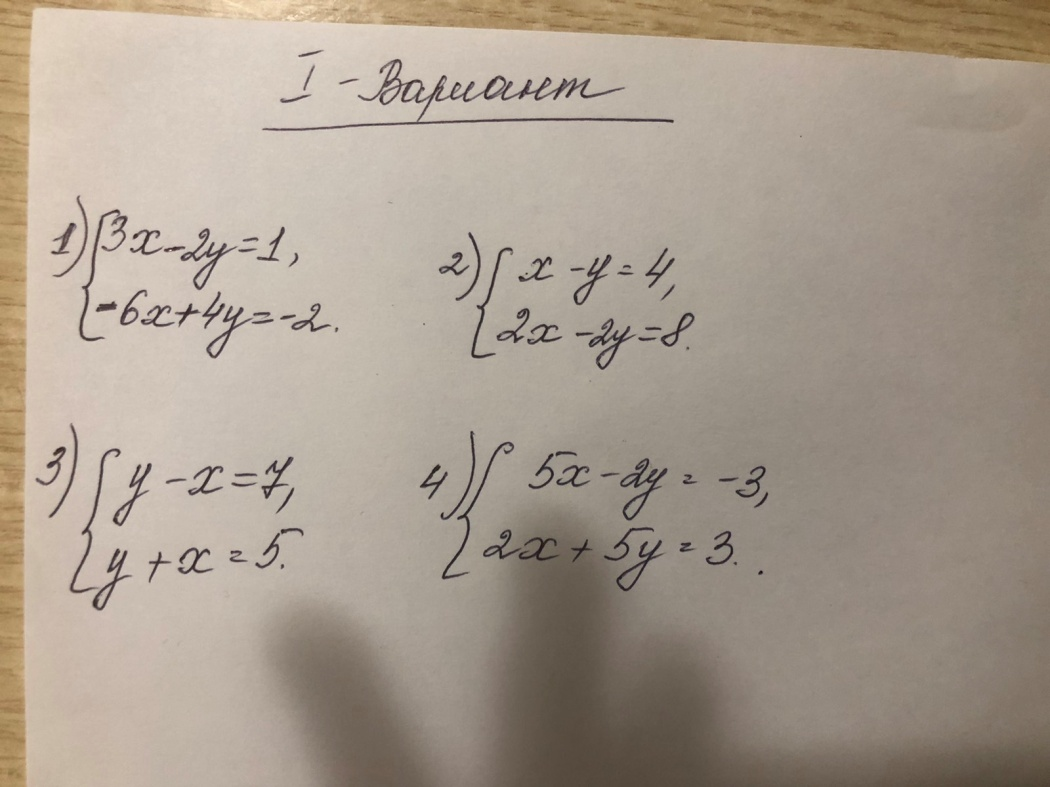 I - Вариант
1) { 3x-2y=1,
-6x+4y=-2.
2) { x-y=4,
2x-2y=8.
3) { y-x=7,
y+x=5.
4) { 5x-2y=-3,
2x+5y=3..